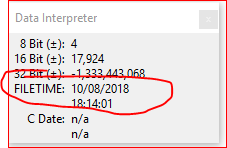 Data Interpreter
8 Bit (±): 4
16 Bit (±): 17,924
32 Bit (±): -1,333,443,068
FILETIME: 10/08/2018
18:14:01
C Date: n/a
n/a